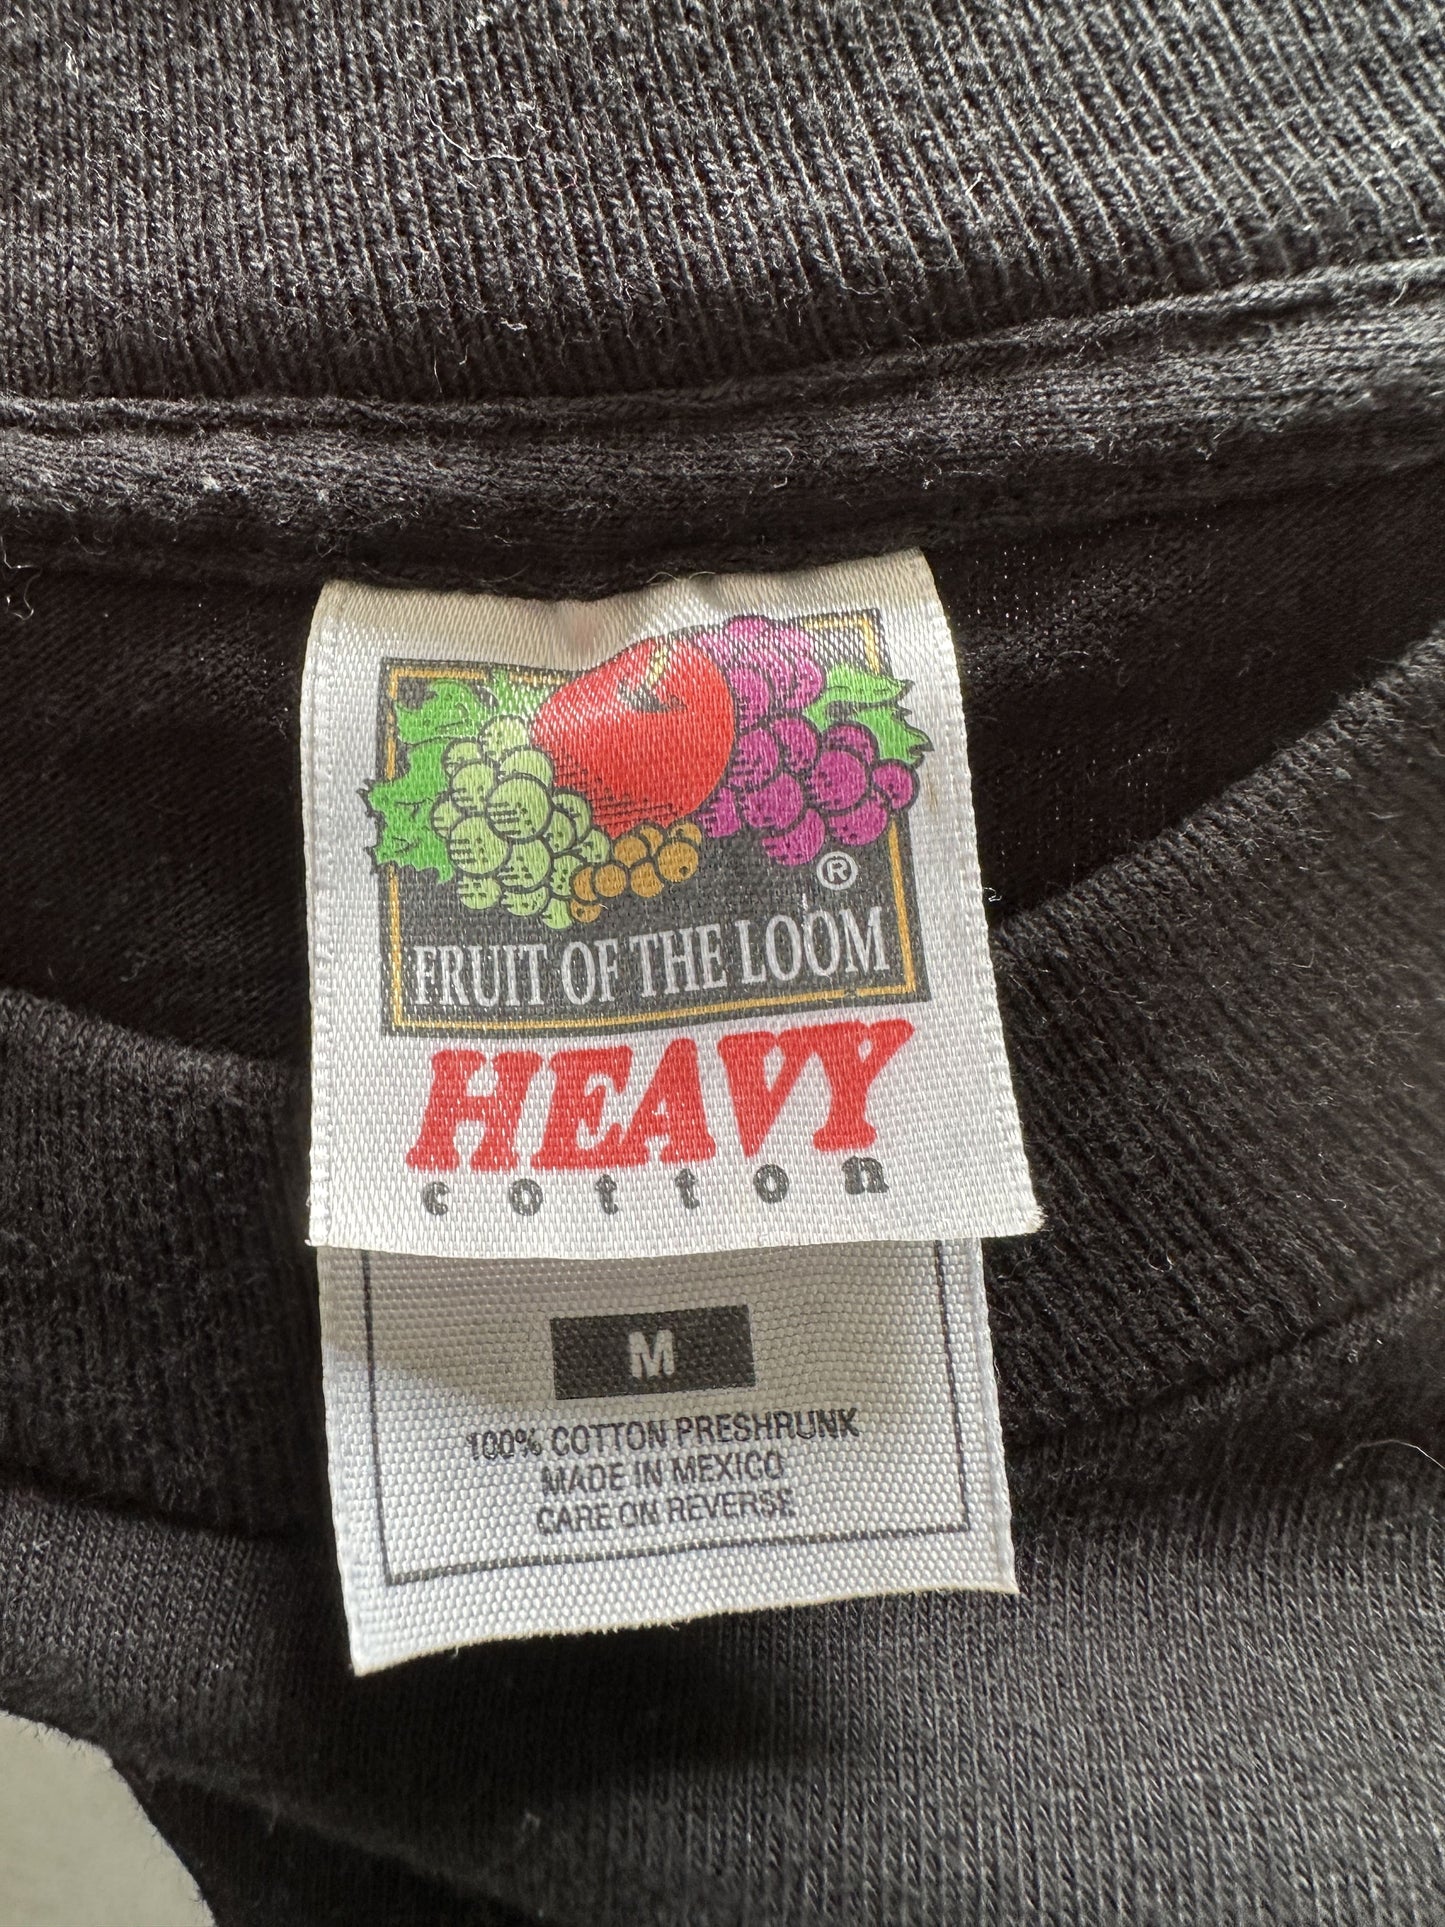 ®
FRUIT OF THE LOOM
HEAVY
cotton
M
100% COTTON PRESHRUNK
MADE IN MEXICO
CARE ON REVERSE